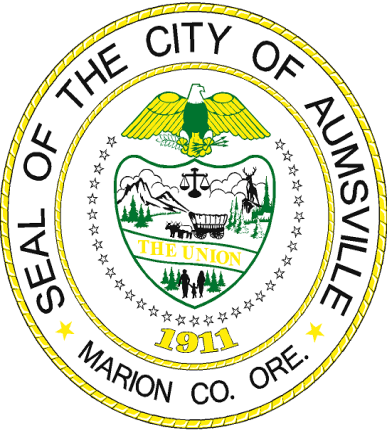 SEAL OF THE CITY OF AUMSVILLE
THE UNION
1911
MARION CO. ORE.